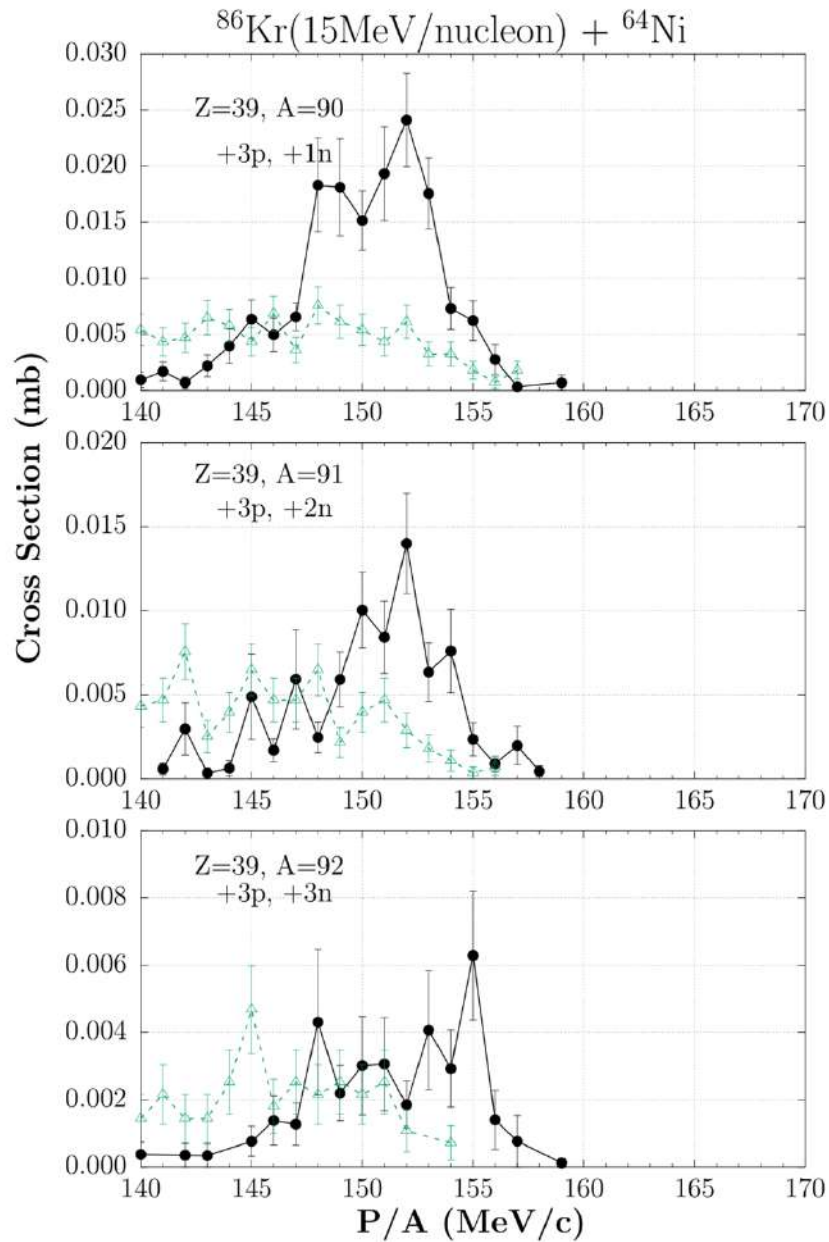 ⁸⁶Kr(15MeV/nucleon) + ⁶⁴Ni
Cross Section (mb)
0.030
0.025
0.020
0.015
0.010
0.005
0.000
Z=39, A=90
+3p, +1n
140 145 150 155 160 165 170
0.020
0.015
0.010
0.005
0.000
Z=39, A=91
+3p, +2n
140 145 150 155 160 165 170
0.010
0.008
0.006
0.004
0.002
0.000
Z=39, A=92
+3p, +3n
140 145 150 155 160 165 170
P/A (MeV/c)